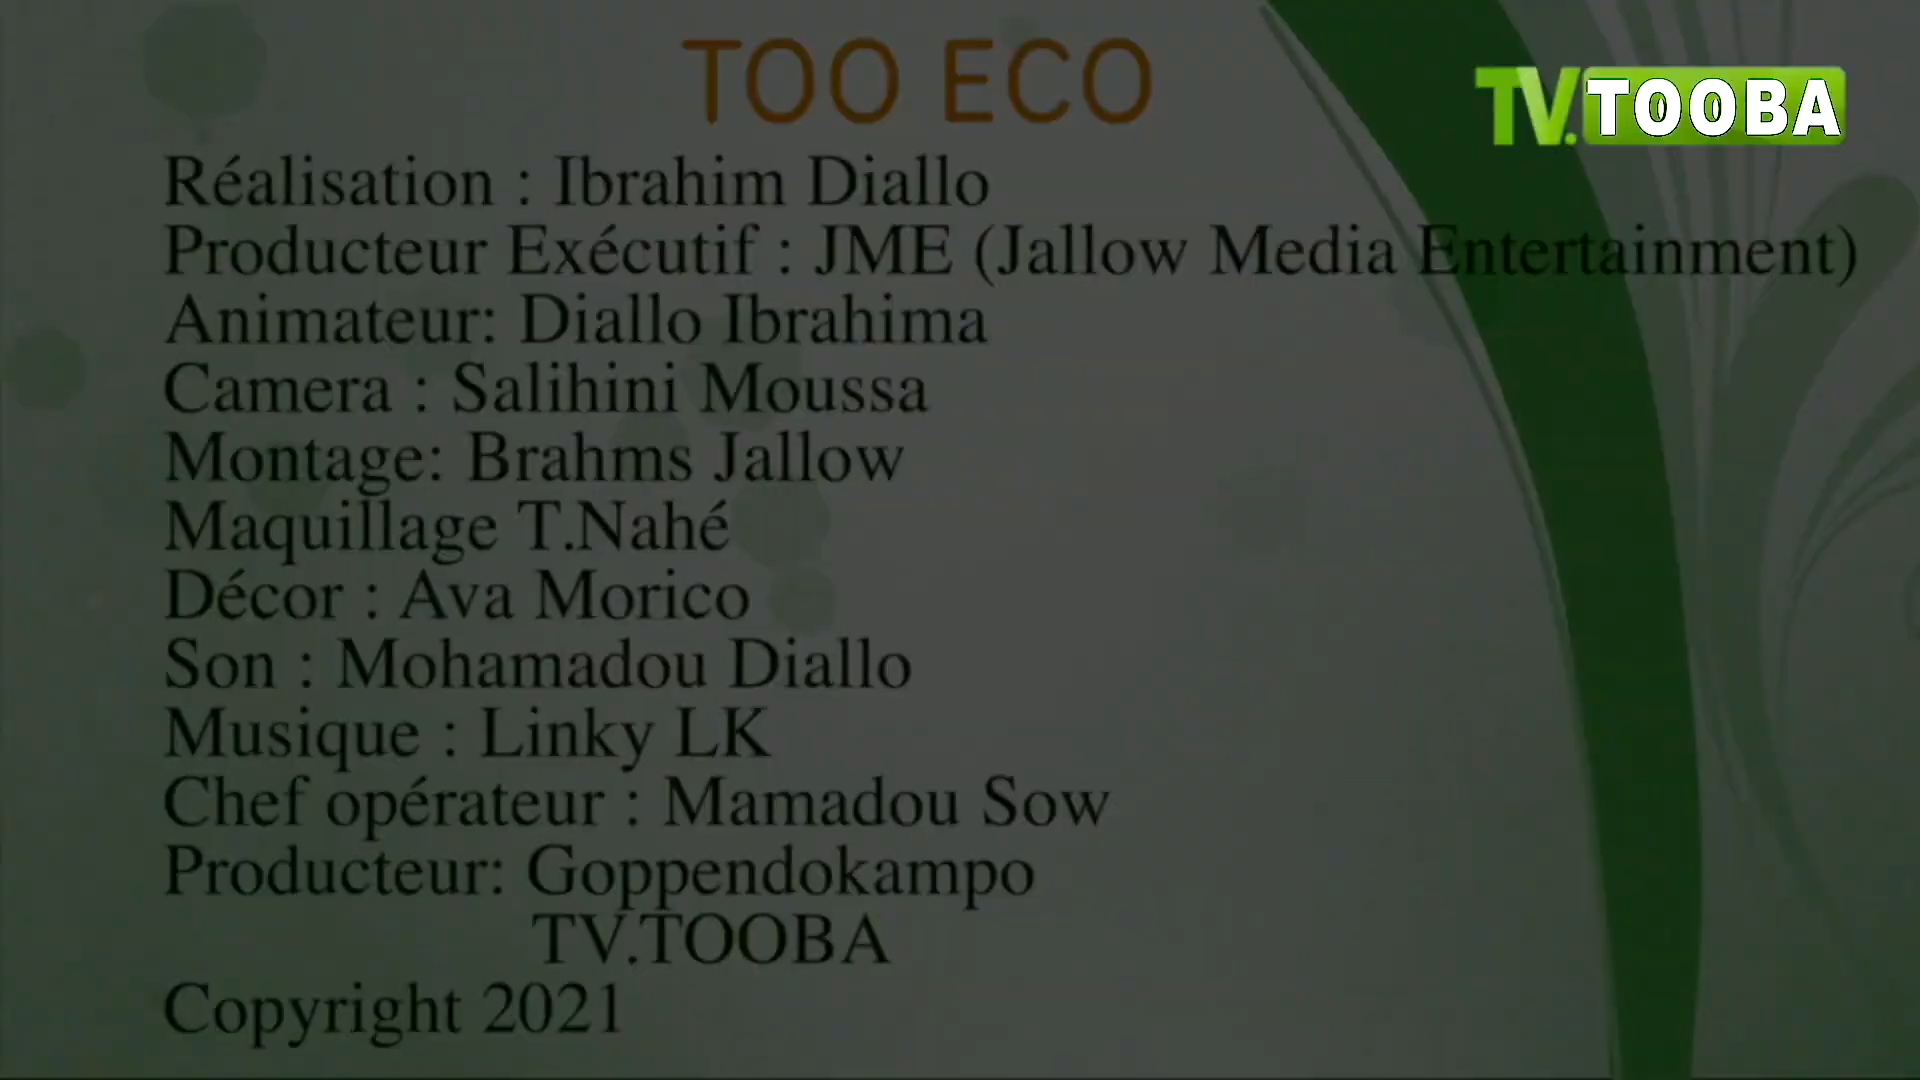 TOO ECO
TV.TOOBA
Réalisation : Ibrahim Diallo
Producteur Exécutif : JME (Jallow Media Entertainment)
Animateur: Diallo Ibrahima
Camera : Salihini Moussa
Montage: Brahms Jallow
Maquillage T.Nahé
Décor : Ava Morico
Son : Mohamadou Diallo
Musique : Linky LK
Chef opérateur : Mamadou Sow
Producteur: Goppendokampo
TV.TOOBA
Copyright 2021